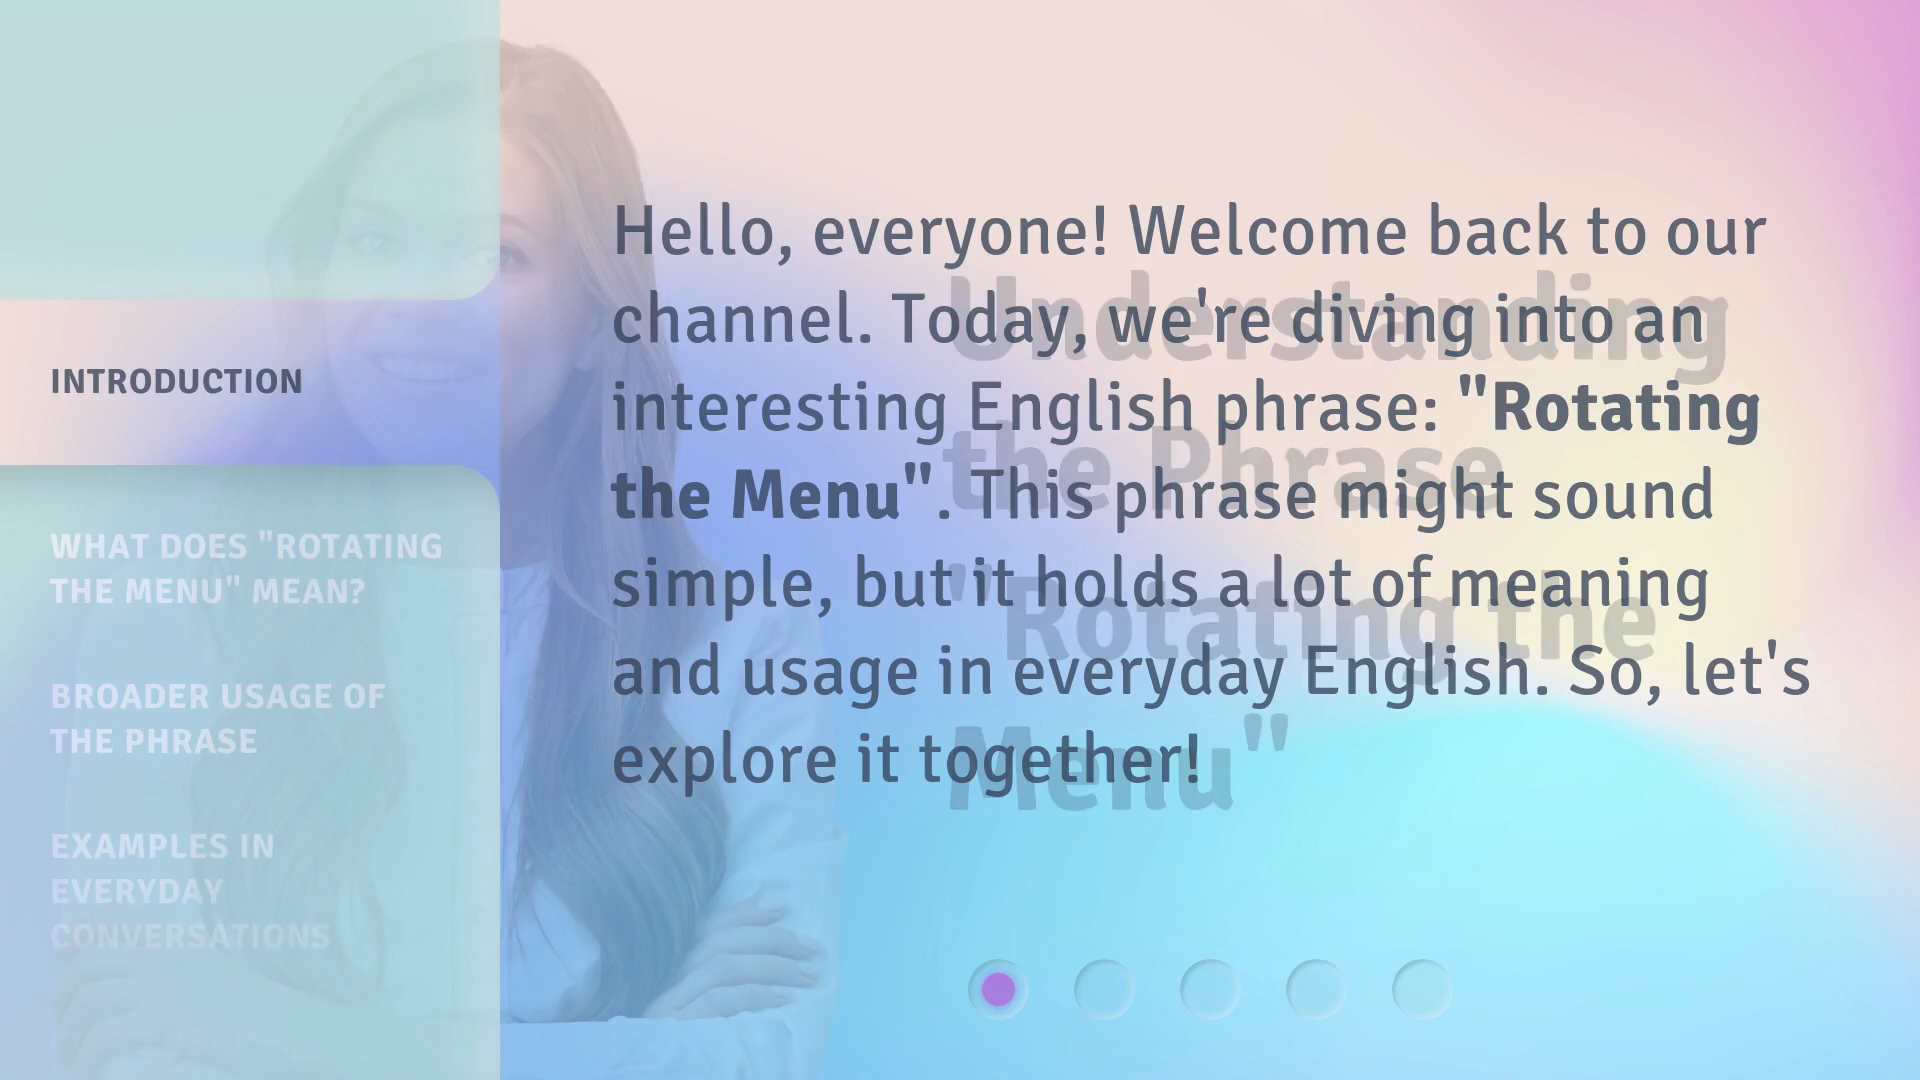 INTRODUCTION
WHAT DOES "ROTATING
THE MENU" MEAN?
BROADER USAGE OF
THE PHRASE
EXAMPLES IN
EVERYDAY
CONVERSATIONS
Hello, everyone! Welcome back to our
channel. Today, we're diving into an
interesting English phrase: "Rotating
the Menu". This phrase might sound
simple, but it holds a lot of meaning
and usage in everyday English. So, let's
explore it together!
Understanding
the Phrase
"Rotating the
Menu"